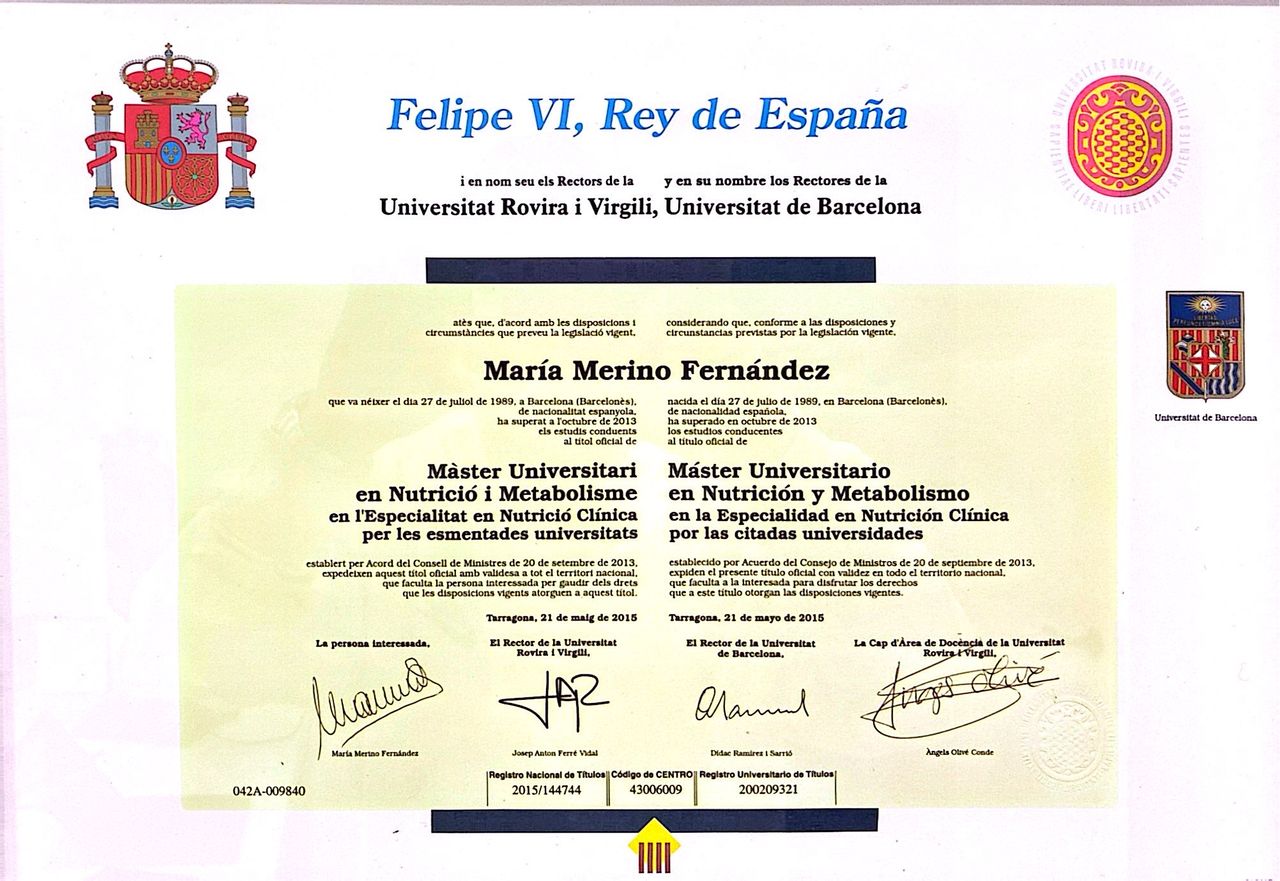 Felipe VI, Rey de España
i en nom seu els Rectors de la
y en su nombre los Rectores de la
Universitat Rovira i Virgili, Universitat de Barcelona
UNIVERSITAT ROVIRA I VIRGILI
SAPIENTIAE LIBERI LIBERTATI SAPIENTES
atès que, d'acord amb les disposicions i
circumstàncies que preveu la legislació vigent,
considerando que, conforme a las disposiciones y
circunstancias previstas por la legislación vigente,
María Merino Fernández
que va néixer el dia 27 de juliol de 1989, a Barcelona (Barcelonès),
de nacionalitat espanyola,
ha superat a l'octubre de 2013
els estudis conduents
al títol oficial de
nacida el día 27 de julio de 1989, en Barcelona (Barcelonès),
de nacionalidad española,
ha superado en octubre de 2013
los estudios conducentes
al título oficial de
Màster Universitari
en Nutrició i Metabolisme
en l'Especialitat en Nutrició Clínica
per les esmentades universitats
Máster Universitario
en Nutrición y Metabolismo
en la Especialidad en Nutrición Clínica
por las citadas universidades
establert per Acord del Consell de Ministres de 20 de setembre de 2013,
expedeixen aquest títol oficial amb validesa a tot el territori nacional,
que faculta la persona interessada per gaudir dels drets
que les disposicions vigents atorguen a aquest títol.
establecido por Acuerdo del Consejo de Ministros de 20 de septiembre de 2013,
expiden el presente título oficial con validez en todo el territorio nacional,
que faculta a la interesada para disfrutar los derechos
que a este título otorgan las disposiciones vigentes.
Tarragona, 21 de maig de 2015
Tarragona, 21 de mayo de 2015
La persona interessada,
El Rector de la Universitat
Rovira i Virgili,
El Rector de la Universitat
de Barcelona,
La Cap d'Àrea de Docència de la Universitat
Rovira i Virgili,
María Merino Fernández
Josep Anton Ferré Vidal
Dídac Ramírez i Sarrió
Àngels Olivé Conde
042A-009840
Registro Nacional de Títulos
2015/144744
Código de CENTRO
43006009
Registro Universitario de Títulos
200209321
Universitat de Barcelona